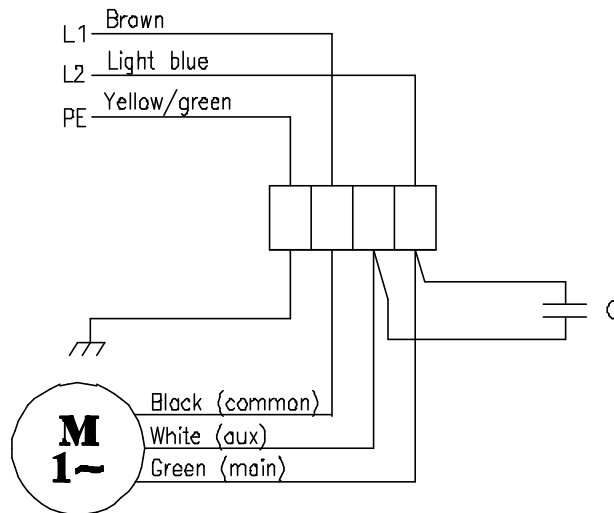 Brown
L1
Light blue
L2
Yellow/green
PE
C
Black (common)
M
White (aux)
1~
Green (main)